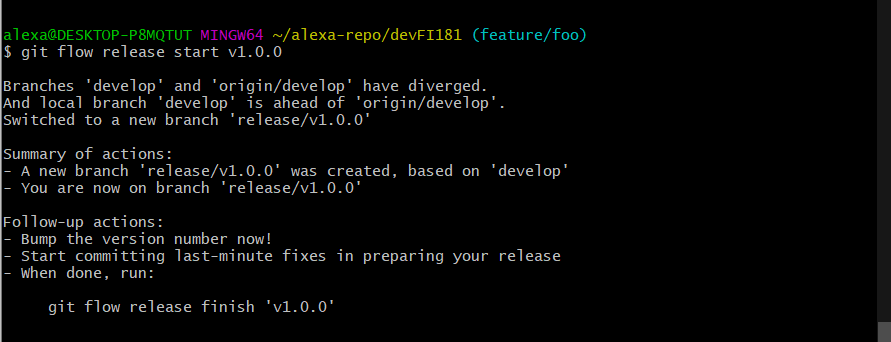 alexa@DESKTOP-P8MQTUT MINGW64 ~/alexa-repo/devFI181 (feature/foo)
$ git flow release start v1.0.0
Branches 'develop' and 'origin/develop' have diverged.
And local branch 'develop' is ahead of 'origin/develop'.
Switched to a new branch 'release/v1.0.0'
Summary of actions:
- A new branch 'release/v1.0.0' was created, based on 'develop'
- You are now on branch 'release/v1.0.0'
Follow-up actions:
- Bump the version number now!
- Start committing last-minute fixes in preparing your release
- When done, run:
git flow release finish 'v1.0.0'